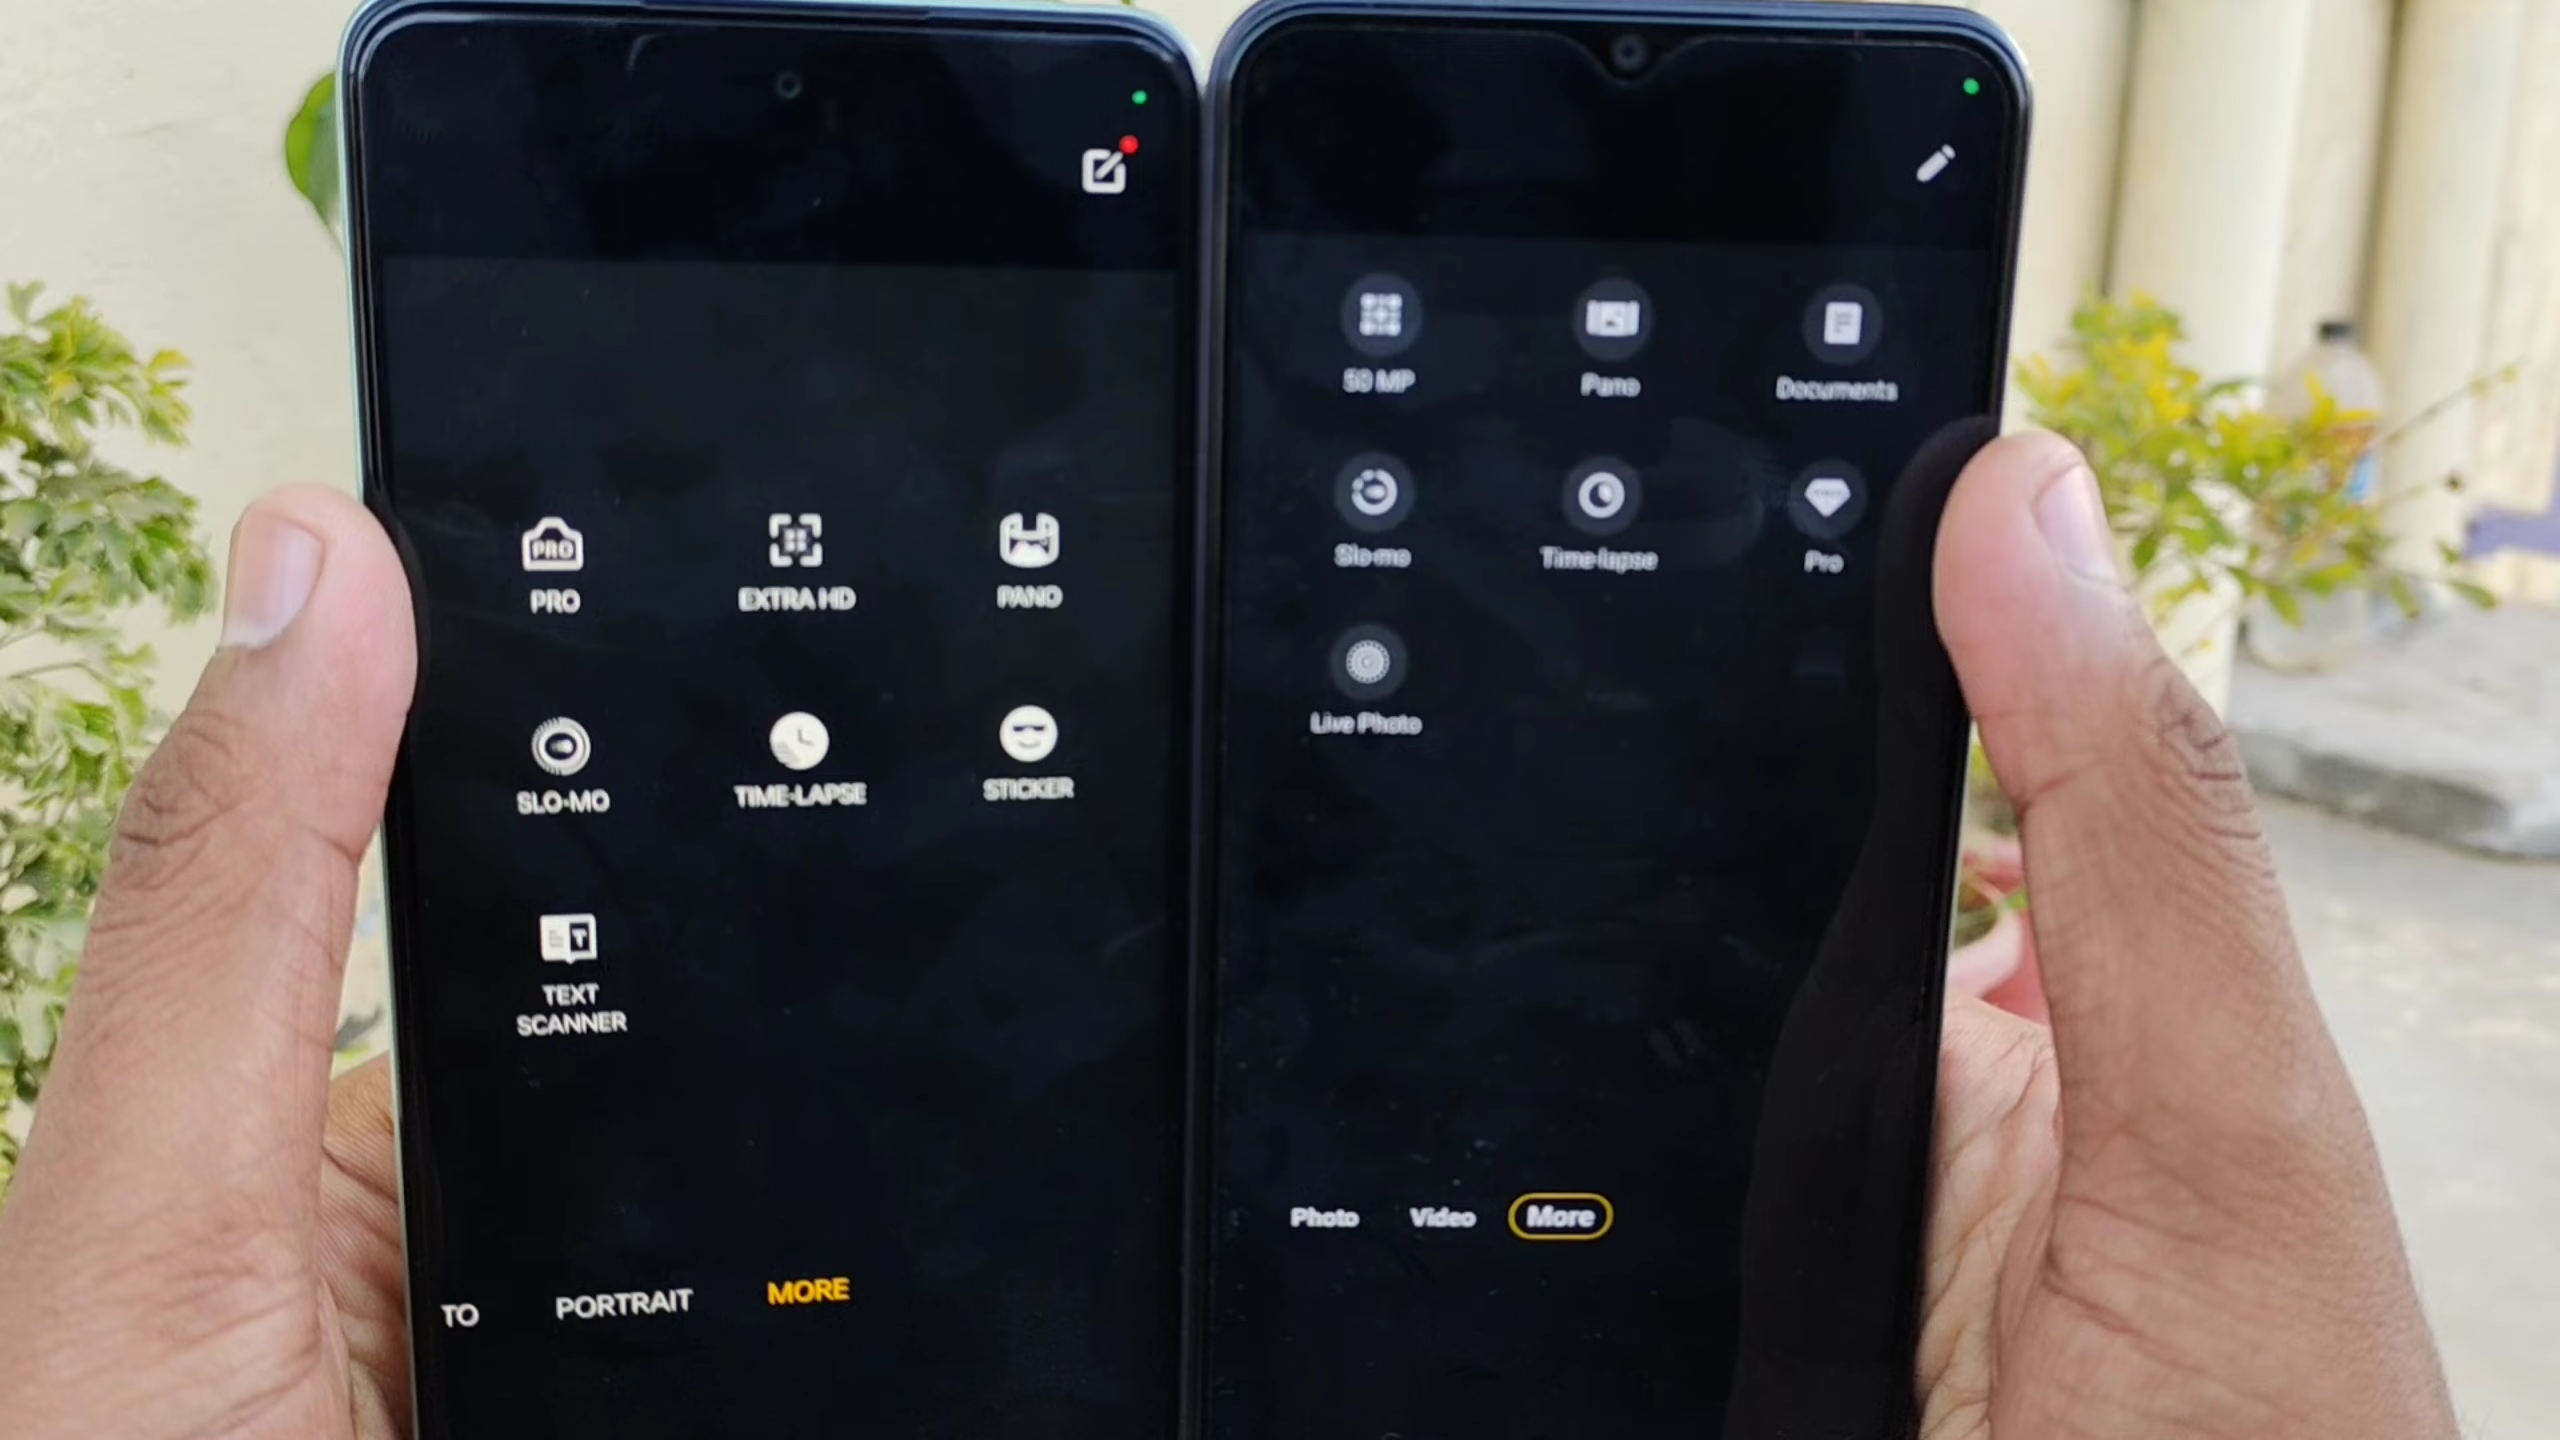 PRO EXTRA HD PANO
SLO-MO TIME-LAPSE STICKER
TEXT
SCANNER
TO PORTRAIT MORE
50 MP Pano Documents
Slo-mo Time-lapse Pro
Live Photo
Photo Video More